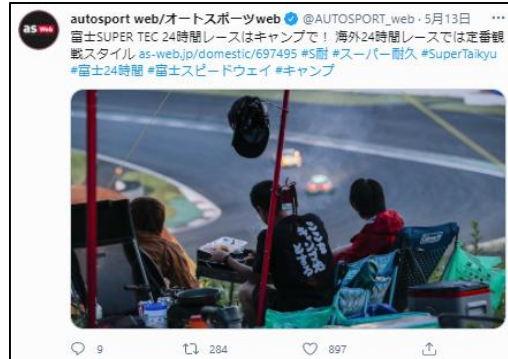 as web
autosport web/オートスポーツweb @AUTOSPORT_web · 5月13日 ...
富士SUPER TEC 24時間レースはキャンプで！ 海外24時間レースでは定番観
戦スタイル as-web.jp/domestic/697495 #S耐 #スーパー耐久 #SuperTaikyu
#富士24時間 #富士スピードウェイ #キャンプ
Coleman
9 284 897